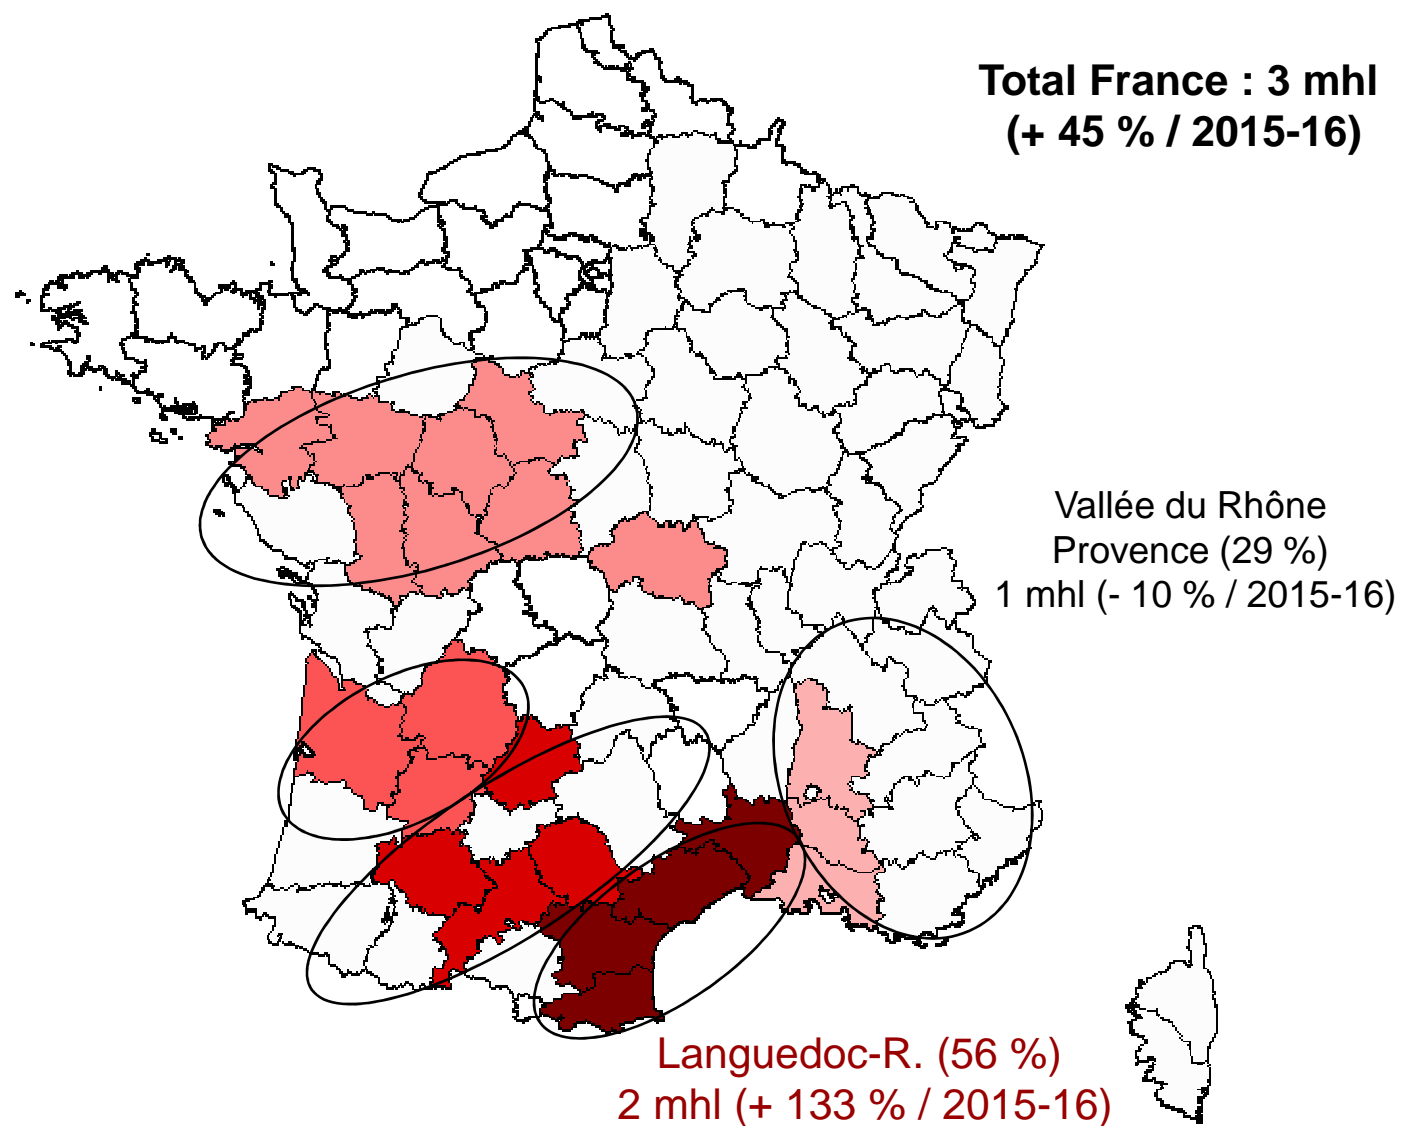 Total France : 3 mhl
(+ 45 % / 2015-16)
Vallée du Rhône
Provence (29 %)
1 mhl (- 10 % / 2015-16)
Languedoc-R. (56 %)
2 mhl (+ 133 % / 2015-16)